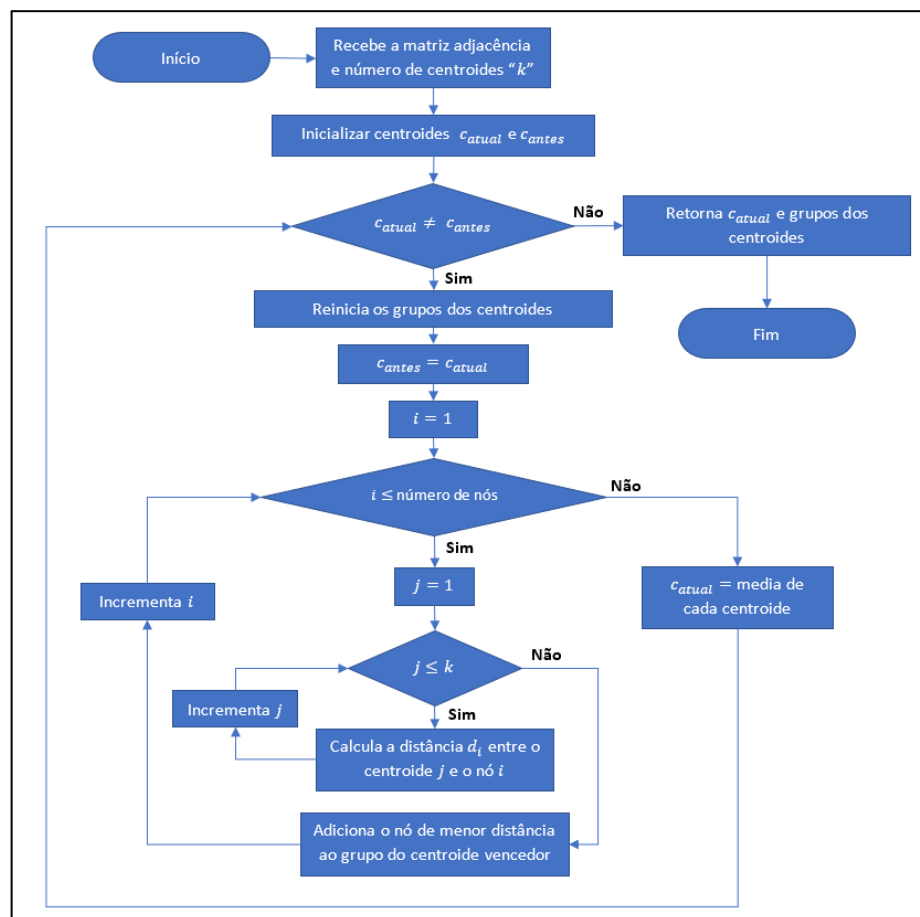 Início
Recebe a matriz adjacência
e número de centroides "k"
Inicializar centroides c_atual e c_antes
c_atual ≠ c_antes
Não
Retorna c_atual e grupos dos
centroides
Sim
Fim
Reinicia os grupos dos centroides
c_antes = c_atual
i = 1
i ≤ número de nós
Não
Sim
Incrementa i
j = 1
c_atual = media de
cada centroide
j ≤ k
Não
Incrementa j
Sim
Calcula a distância d_i entre o
centroide j e o nó i
Adiciona o nó de menor distância
ao grupo do centroide vencedor